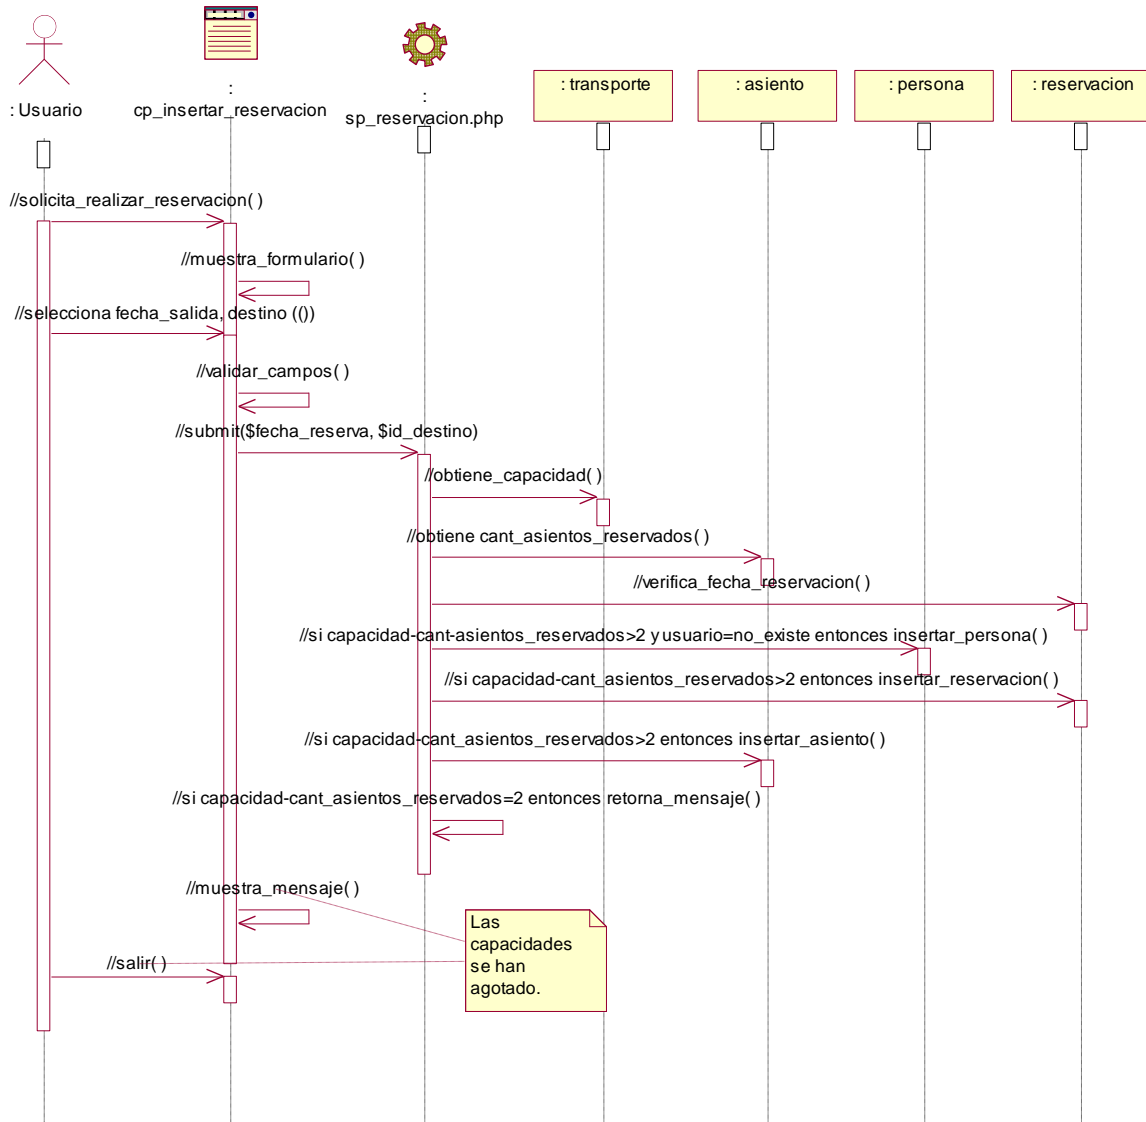 : Usuario
:
cp_insertar_reservacion
:
sp_reservacion.php
: transporte
: asiento
: persona
: reservacion
//solicita_realizar_reservacion( )
//muestra_formulario( )
//selecciona fecha_salida, destino (())
//validar_campos( )
//submit($fecha_reserva, $id_destino)
//obtiene_capacidad( )
//obtiene cant_asientos_reservados( )
//verifica_fecha_reservacion( )
//si capacidad-cant-asientos_reservados>2 y usuario=no_existe entonces insertar_persona( )
//si capacidad-cant_asientos_reservados>2 entonces insertar_reservacion( )
//si capacidad-cant_asientos_reservados>2 entonces insertar_asiento( )
//si capacidad-cant_asientos_reservados=2 entonces retorna_mensaje( )
//muestra_mensaje( )
Las
capacidades
se han
agotado.
//salir( )